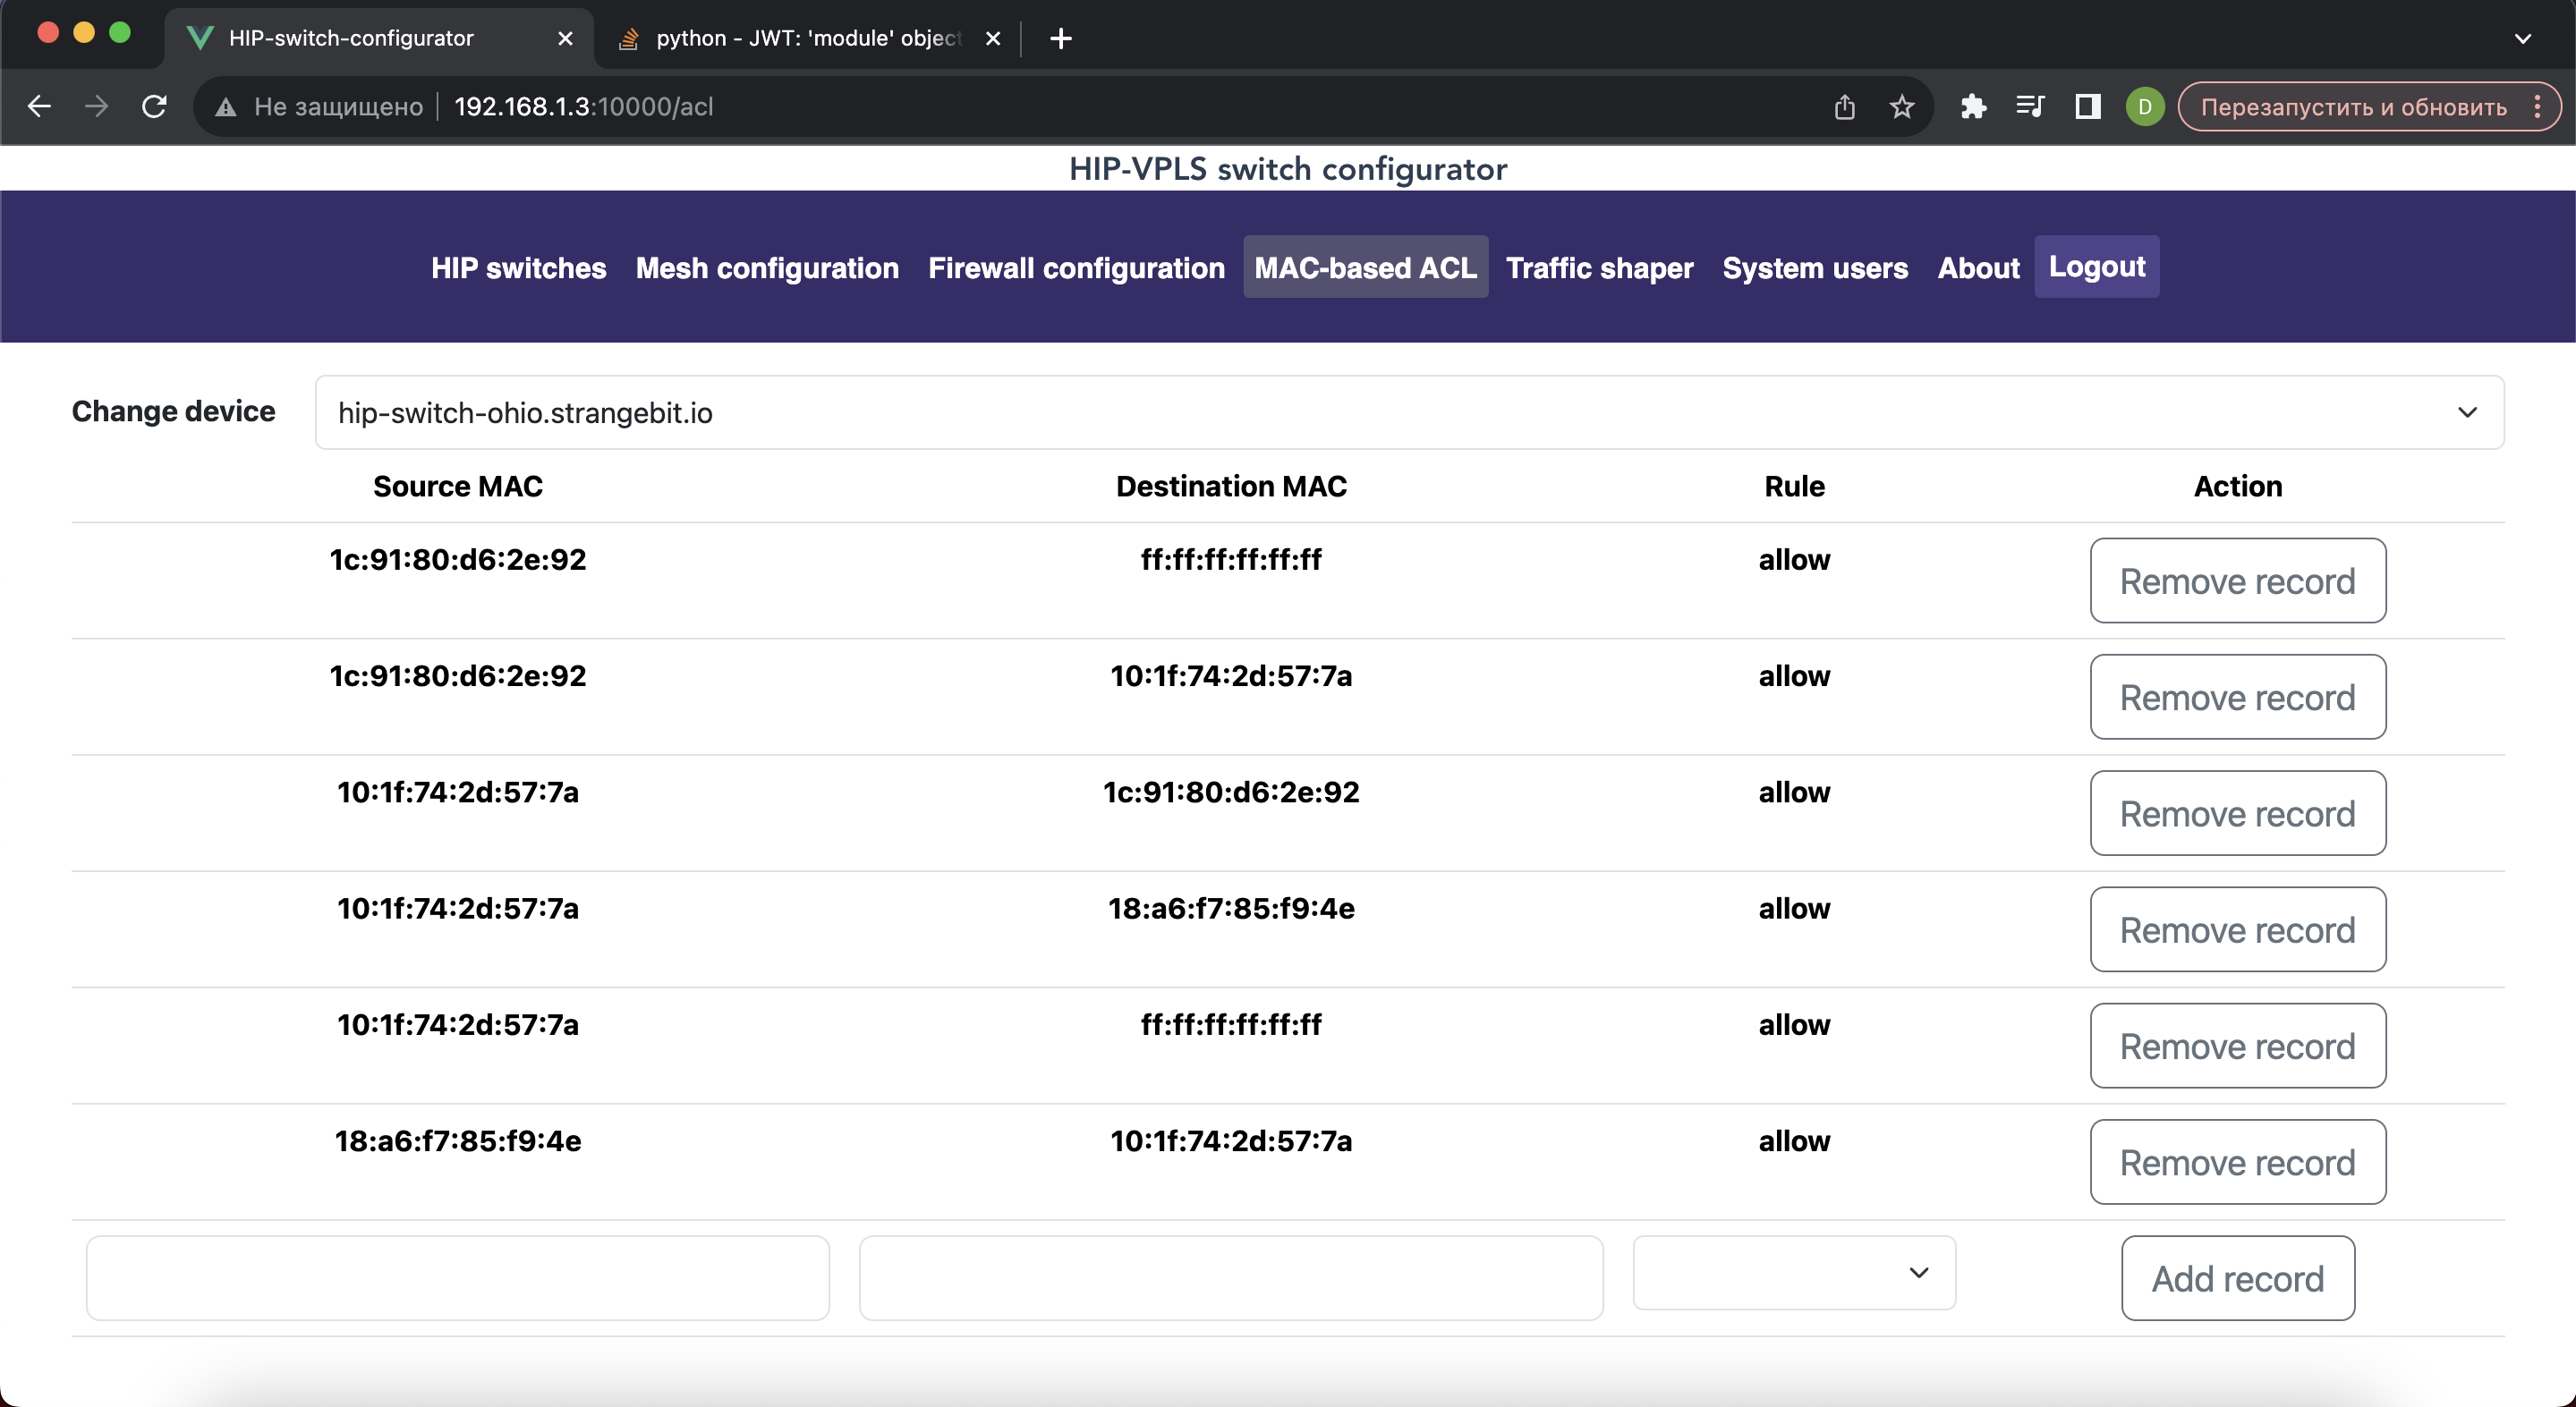 HIP-switch-configurator
python - JWT: 'module' object
Не защищено
192.168.1.3:10000/acl
D
Перезапустить и обновить
HIP-VPLS switch configurator
HIP switches Mesh configuration Firewall configuration MAC-based ACL Traffic shaper System users About Logout
Change device hip-switch-ohio.strangebit.io
Source MAC Destination MAC Rule Action
1c:91:80:d6:2e:92 ff:ff:ff:ff:ff:ff allow Remove record
1c:91:80:d6:2e:92 10:1f:74:2d:57:7a allow Remove record
10:1f:74:2d:57:7a 1c:91:80:d6:2e:92 allow Remove record
10:1f:74:2d:57:7a 18:a6:f7:85:f9:4e allow Remove record
10:1f:74:2d:57:7a ff:ff:ff:ff:ff:ff allow Remove record
18:a6:f7:85:f9:4e 10:1f:74:2d:57:7a allow Remove record
Add record